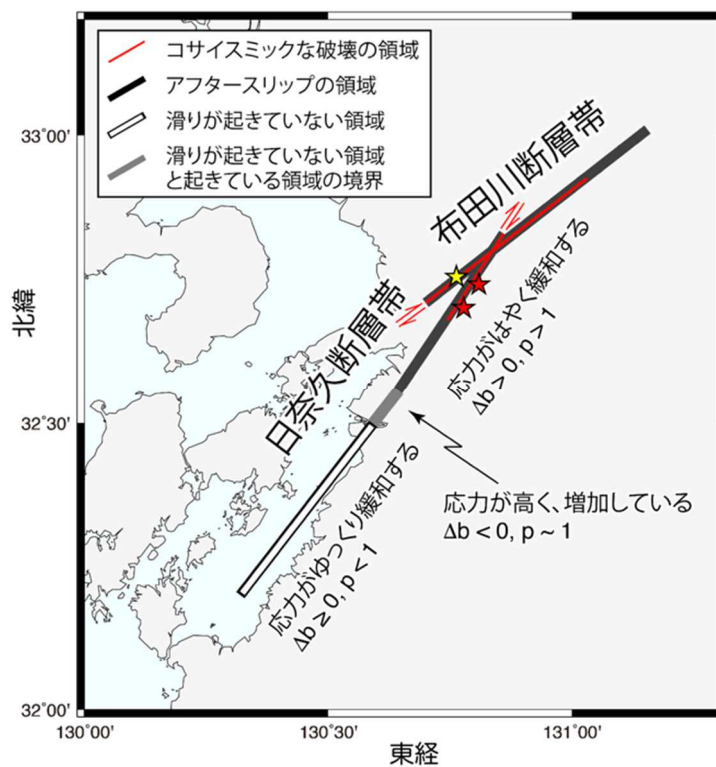 コサイスミックな破壊の領域
アフタースリップの領域
滑りが起きていない領域
滑りが起きていない領域
と起きている領域の境界
33°00'
32°30'
32°00'
北緯
布田川断層帯
日奈久断層帯
応力がはやく緩和する
Δb > 0, p > 1
応力が高く、増加している
Δb < 0, p ~ 1
応力がゆっくり緩和する
Δb ≥ 0, p < 1
130°00'
130°30'
131°00'
東経